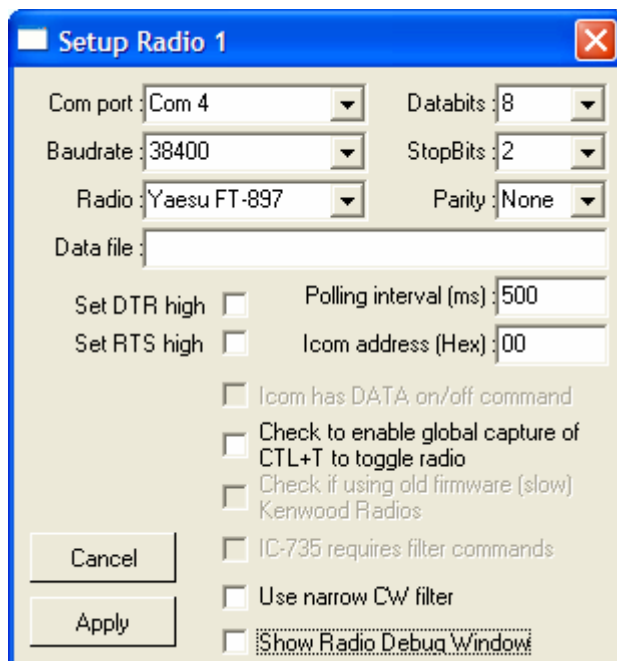 Setup Radio 1
Com port : Com 4 Databits : 8
Baudrate : 38400 StopBits : 2
Radio : Yaesu FT-897 Parity : None
Data file :
Set DTR high Polling interval (ms) : 500
Set RTS high Icom address (Hex) : 00
Icom has DATA on/off command
Check to enable global capture of
CTL+T to toggle radio
Check if using old firmware (slow)
Kenwood Radios
Cancel
IC-735 requires filter commands
Use narrow CW filter
Apply
Show Radio Debug Window